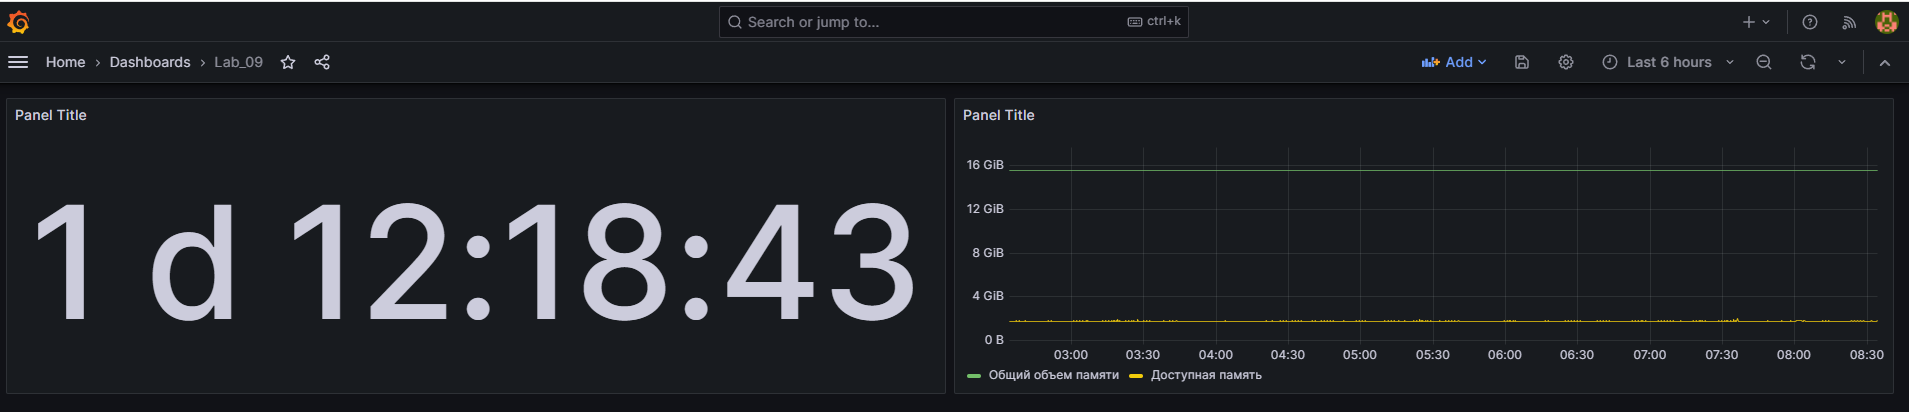 Search or jump to... ctrl+k
Home › Dashboards › Lab_09 Add Last 6 hours
Panel Title
1 d 12:18:43
Panel Title
16 GiB
12 GiB
8 GiB
4 GiB
0 B
03:00 03:30 04:00 04:30 05:00 05:30 06:00 06:30 07:00 07:30 08:00 08:30
Общий объем памяти Доступная память